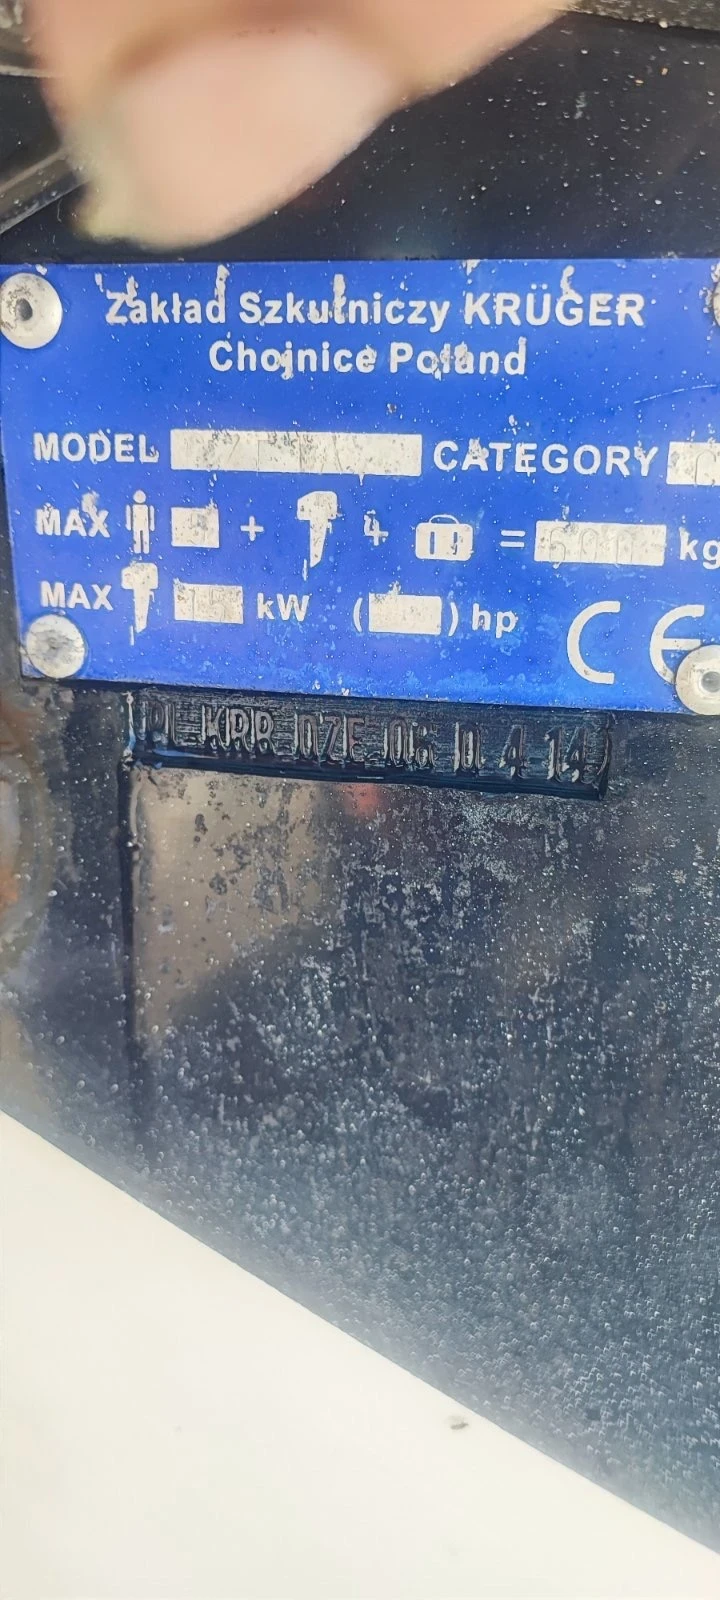 Zakład Szkutniczy KRÜGER
Chojnice Poland
MODEL CATEGORY
MAX + + = 600 kg
MAX kW ( ) hp
CE
PL KRR 07E 06 D 4 14